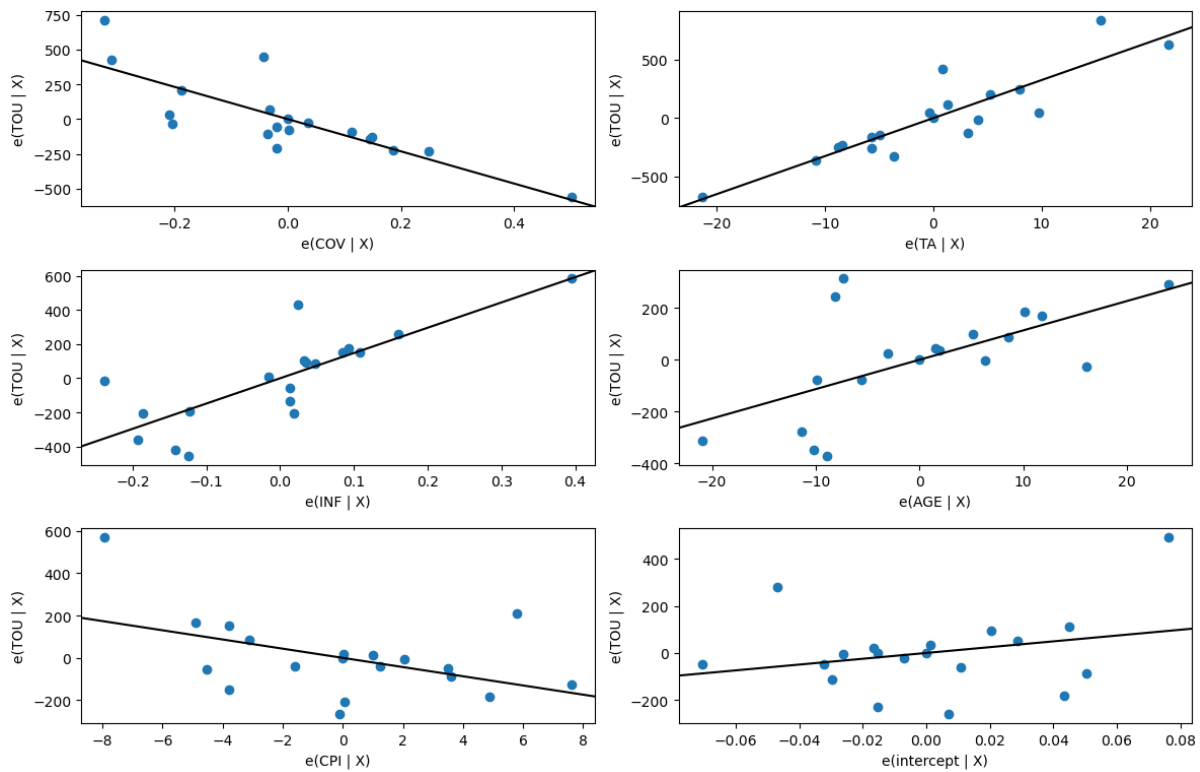 750
500
250
0
−250
−500
e(TOU | X)
−0.2 0.0 0.2 0.4
e(COV | X)
500
0
−500
e(TOU | X)
−20 −10 0 10 20
e(TA | X)
600
400
200
0
−200
−400
e(TOU | X)
−0.2 −0.1 0.0 0.1 0.2 0.3 0.4
e(INF | X)
200
0
−200
−400
e(TOU | X)
−20 −10 0 10 20
e(AGE | X)
600
400
200
0
−200
e(TOU | X)
−8 −6 −4 −2 0 2 4 6 8
e(CPI | X)
400
200
0
−200
e(TOU | X)
−0.06 −0.04 −0.02 0.00 0.02 0.04 0.06 0.08
e(intercept | X)